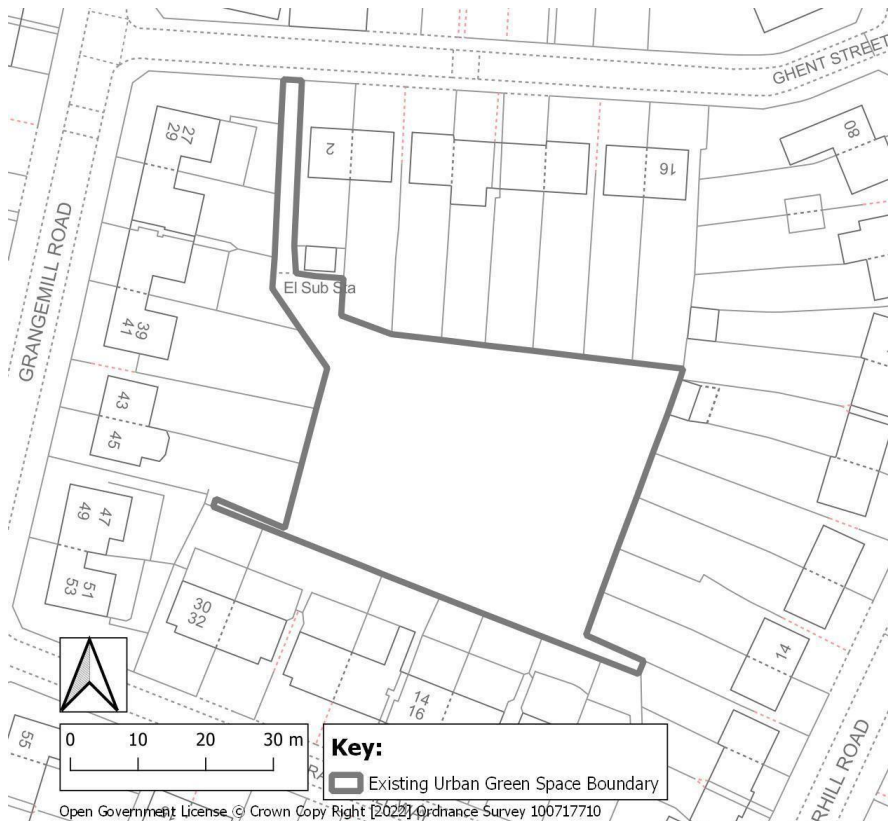 GHENT STREET
80
27
29
2
16
GRANGEMILL ROAD
El Sub Sta
39
41
43
45
47
49
51
53
30
32
14
14
16
55
RHILL ROAD
0 10 20 30 m
Key:
Existing Urban Green Space Boundary
Open Government License © Crown Copy Right [2022] Ordnance Survey 100717710